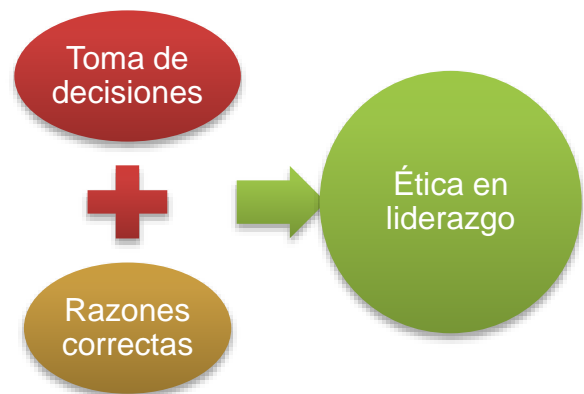 Toma de
decisiones
Razones
correctas
Ética en
liderazgo